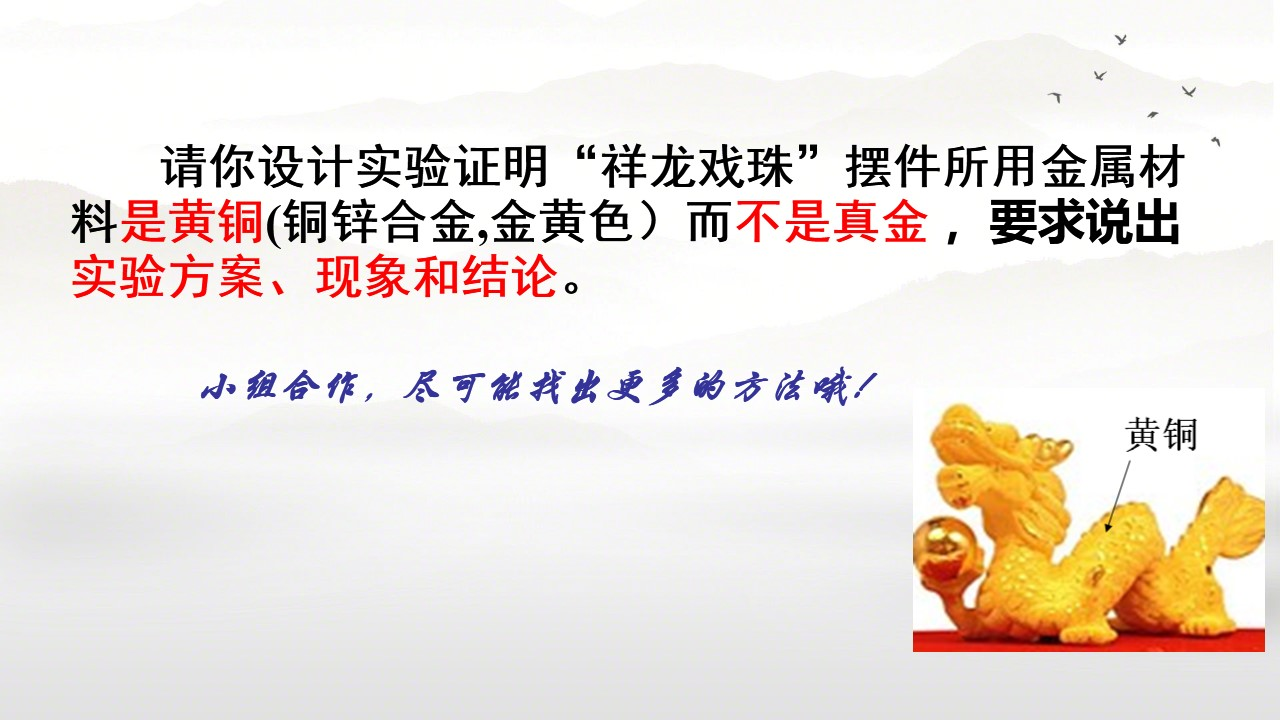 请你设计实验证明“祥龙戏珠”摆件所用金属材
料是黄铜(铜锌合金,金黄色）而不是真金，要求说出
实验方案、现象和结论。
小组合作，尽可能找出更多的方法哦！
黄铜